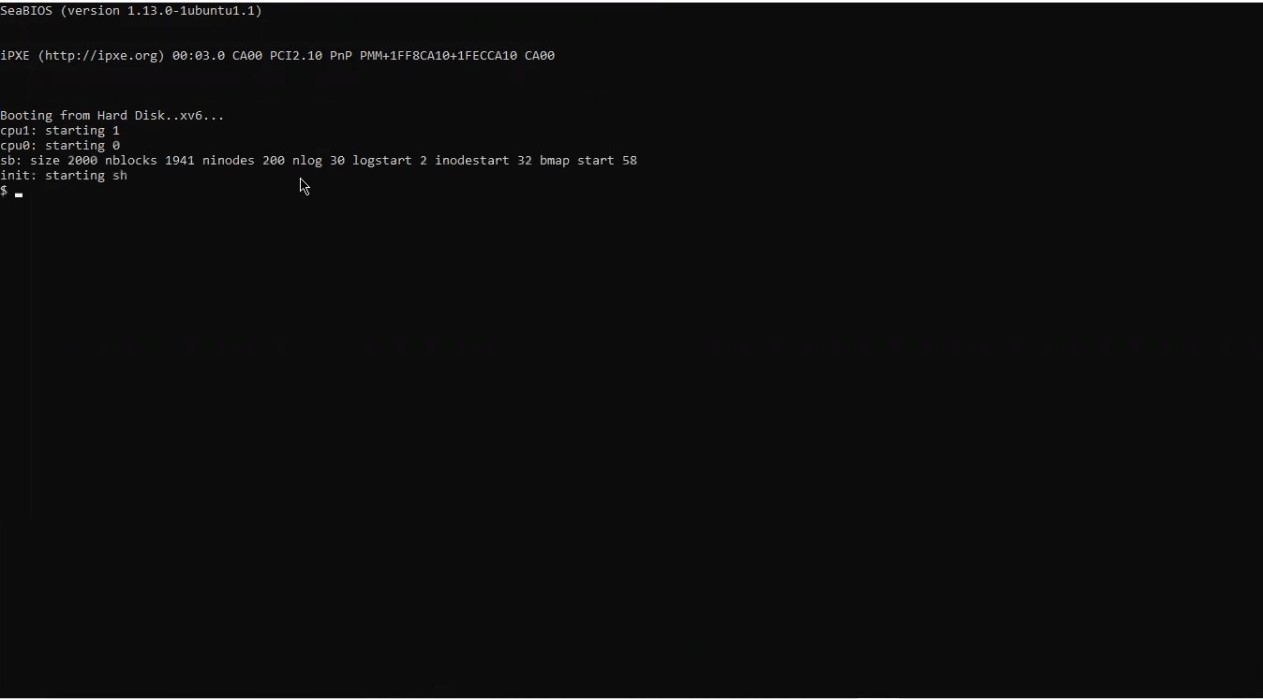 SeaBIOS (version 1.13.0-1ubuntu1.1)
iPXE (http://ipxe.org) 00:03.0 CA00 PCI2.10 PnP PMM+1FF8CA10+1FECCA10 CA00
Booting from Hard Disk..xv6...
cpu1: starting 1
cpu0: starting 0
sb: size 2000 nblocks 1941 ninodes 200 nlog 30 logstart 2 inodestart 32 bmap start 58
init: starting sh
$